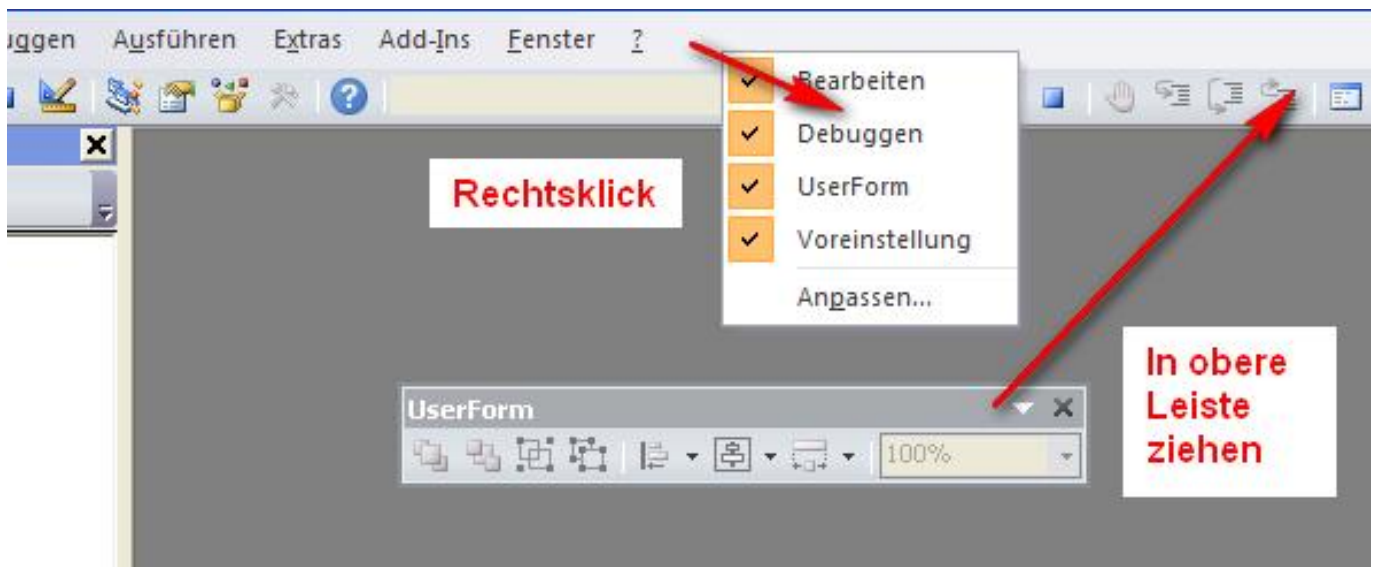 uggen Ausführen Extras Add-Ins Fenster ?
Bearbeiten
Debuggen
Rechtsklick
UserForm
Voreinstellung
Anpassen...
In obere
Leiste
ziehen
UserForm
100%